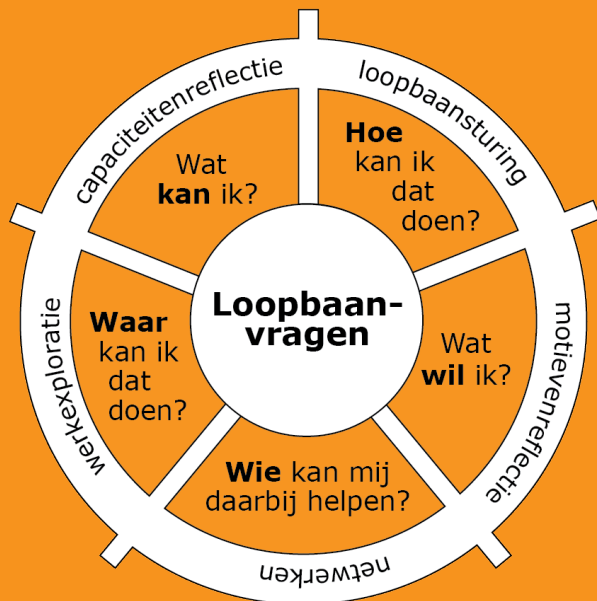 Loopbaan-
vragen
capaciteitenreflectie
Wat
kan ik?
loopbaansturing
Hoe
kan ik
dat
doen?
motievenreflectie
Wat
wil ik?
netwerken
Wie kan mij
daarbij helpen?
werkexploratie
Waar
kan ik
dat
doen?